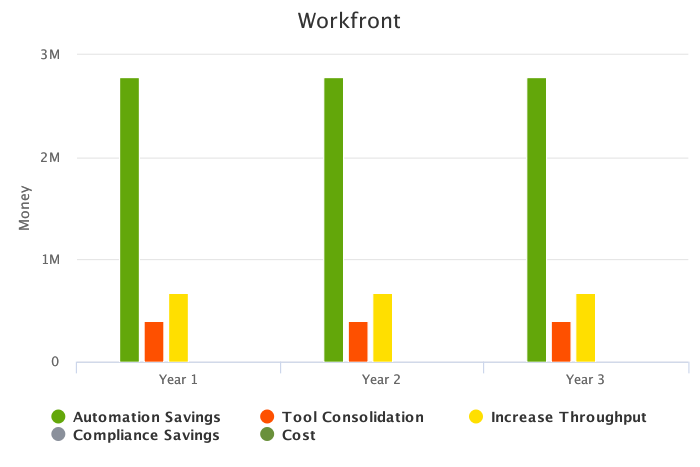 Workfront
3M
2M
1M
0
Money
Year 1
Year 2
Year 3
Automation Savings
Tool Consolidation
Increase Throughput
Compliance Savings
Cost